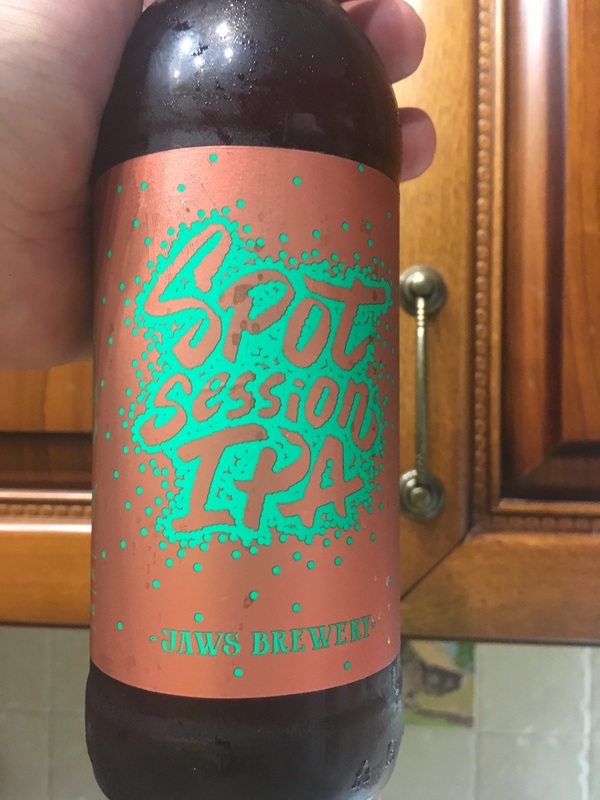 SPOT
Session
IPA
-JAWS BREWERY-